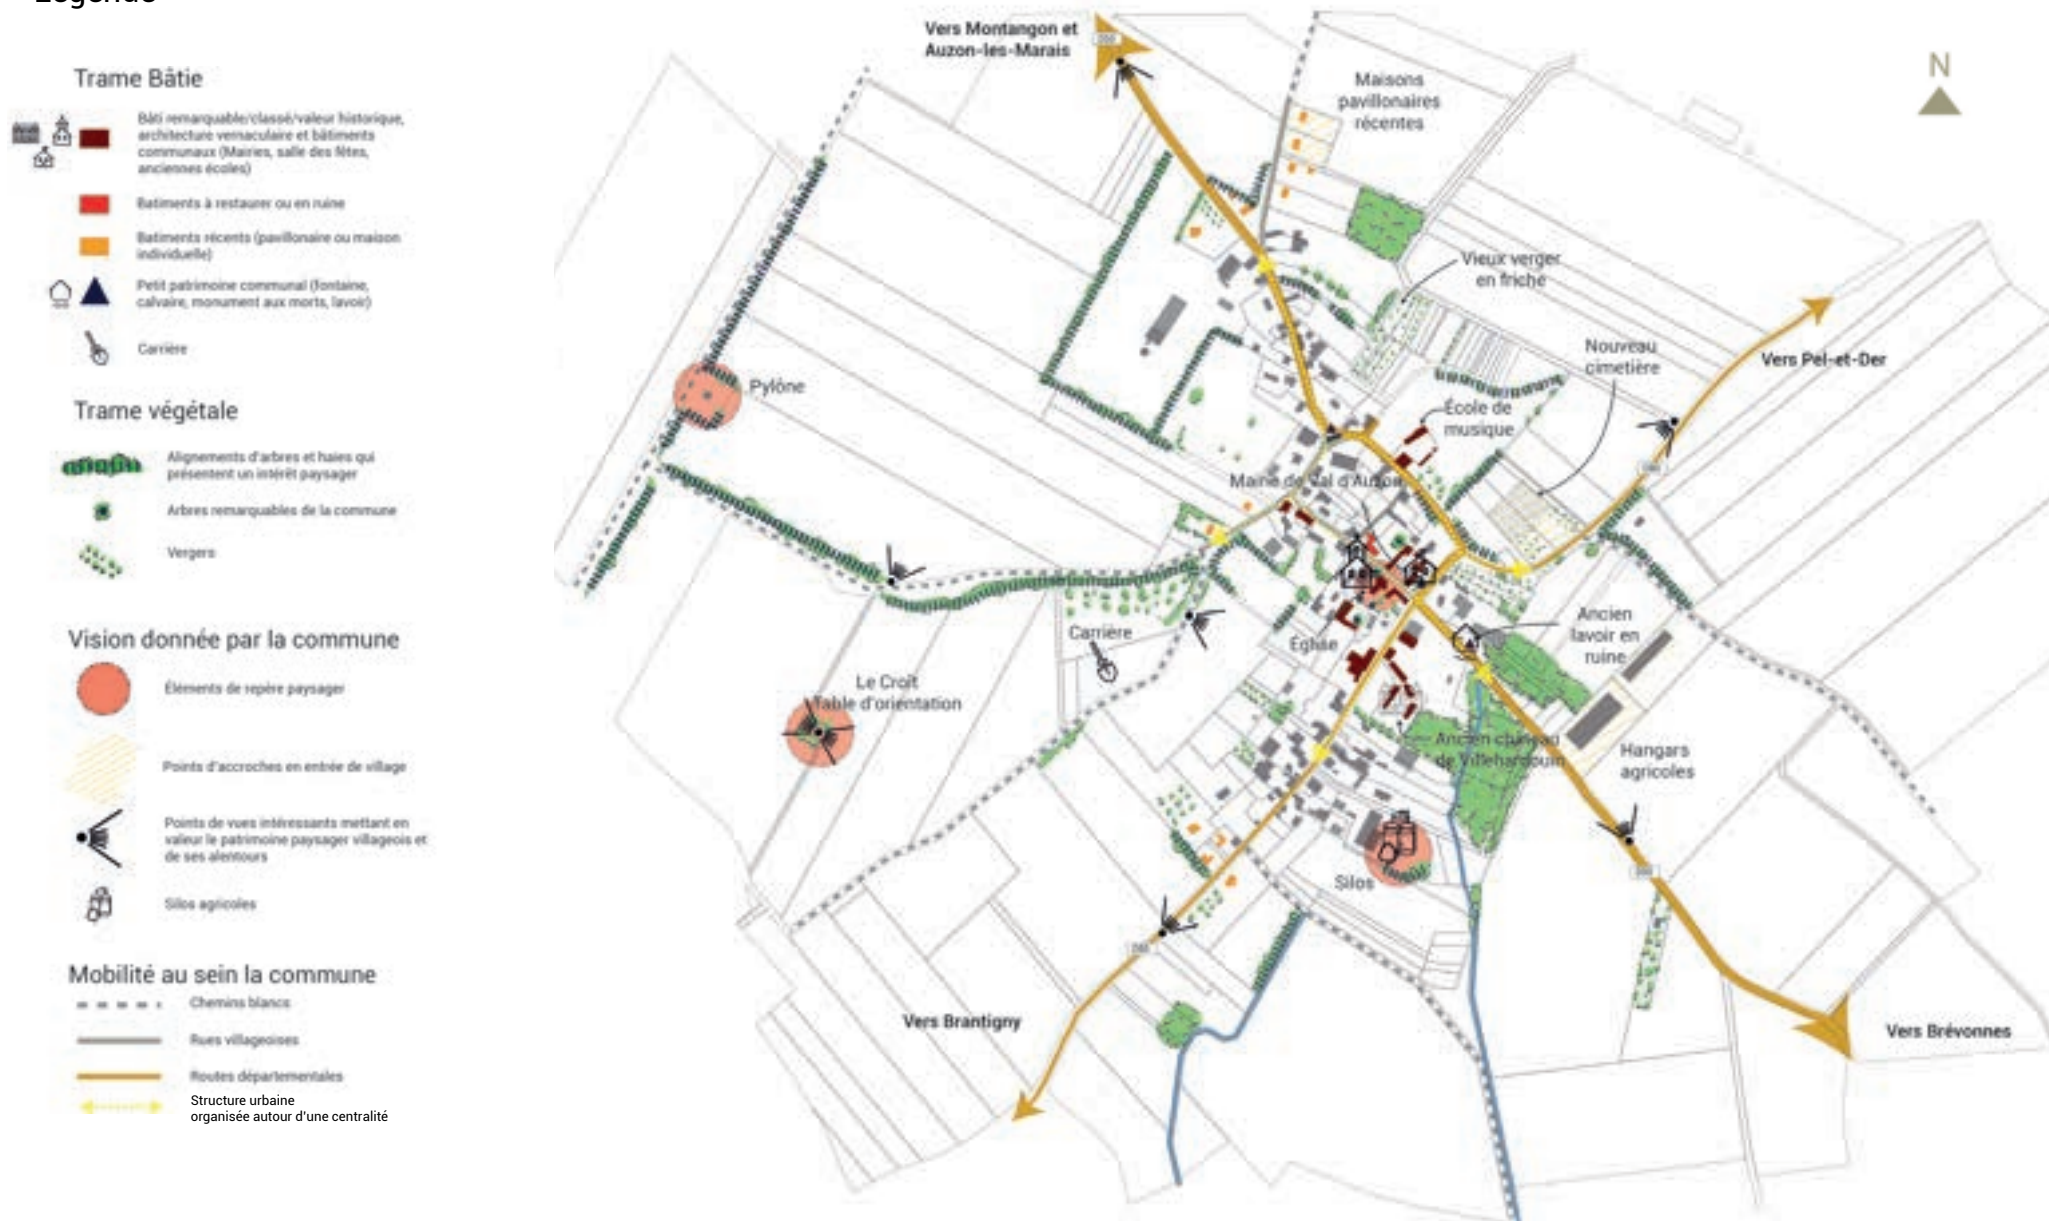 Légende
Trame Bâtie
Bâti remarquable/classé/valeur historique,
architecture vernaculaire et bâtiments
communaux (Mairies, salle des fêtes,
anciennes écoles)
Batiments à restaurer ou en ruine
Batiments récents (pavillonaire ou maison
individuelle)
Petit patrimoine communal (fontaine,
calvaire, monument aux morts, lavoir)
Carrière
Trame végétale
Alignements d'arbres et haies qui
présentent un intérêt paysager
Arbres remarquables de la commune
Vergers
Vision donnée par la commune
Éléments de repère paysager
Points d'accroches en entrée de village
Points de vues intéressants mettant en
valeur le patrimoine paysager villageois et
de ses alentours
Silos agricoles
Mobilité au sein la commune
Chemins blancs
Rues villageoises
Routes départementales
Structure urbaine
organisée autour d'une centralité
Vers Montangon et
Auzon-les-Marais
Maisons
pavillonaires
récentes
N
Vieux verger
en friche
Nouveau
cimetière
Vers Pel-et-Der
Pylône
École de
musique
Mairie de Val d'Auzon
Carrière
Église
Ancien
lavoir en
ruine
Le Croît
Table d'orientation
Ancien château
de Villehardouin
Hangars
agricoles
Silos
Vers Brantigny
Vers Brévonnes